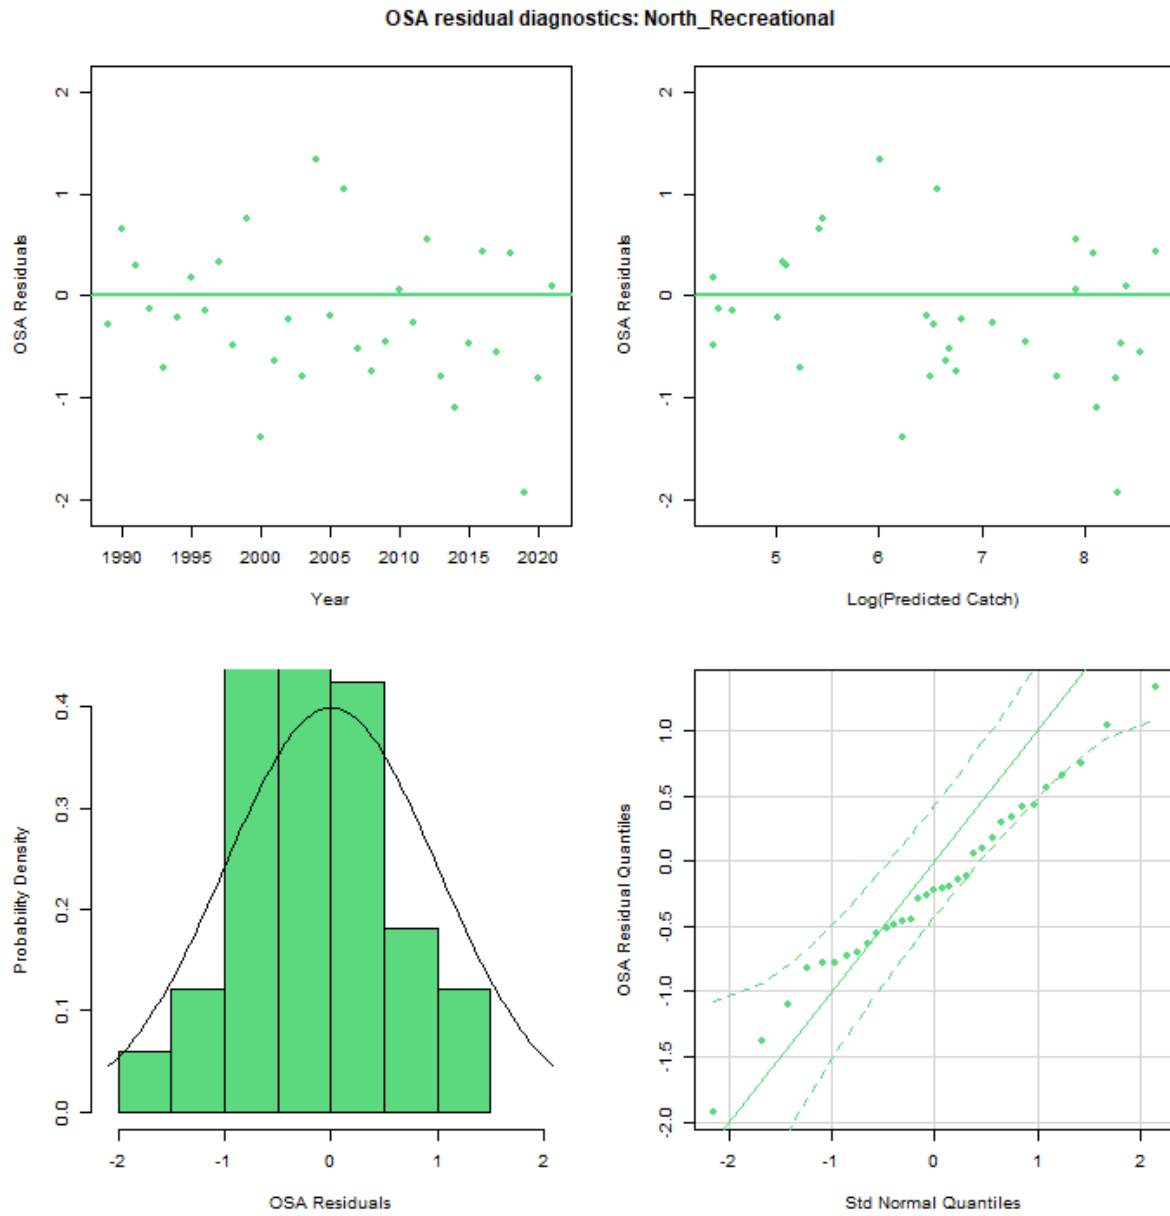 OSA residual diagnostics: North_Recreational
OSA Residuals
2
1
0
-1
-2
1990 1995 2000 2005 2010 2015 2020
Year
OSA Residuals
2
1
0
-1
-2
5 6 7 8
Log(Predicted Catch)
Probability Density
0.4
0.3
0.2
0.1
0.0
-2 -1 0 1 2
OSA Residuals
OSA Residual Quantiles
1.0
0.5
0.0
-0.5
-1.0
-1.5
-2.0
-2 -1 0 1 2
Std Normal Quantiles